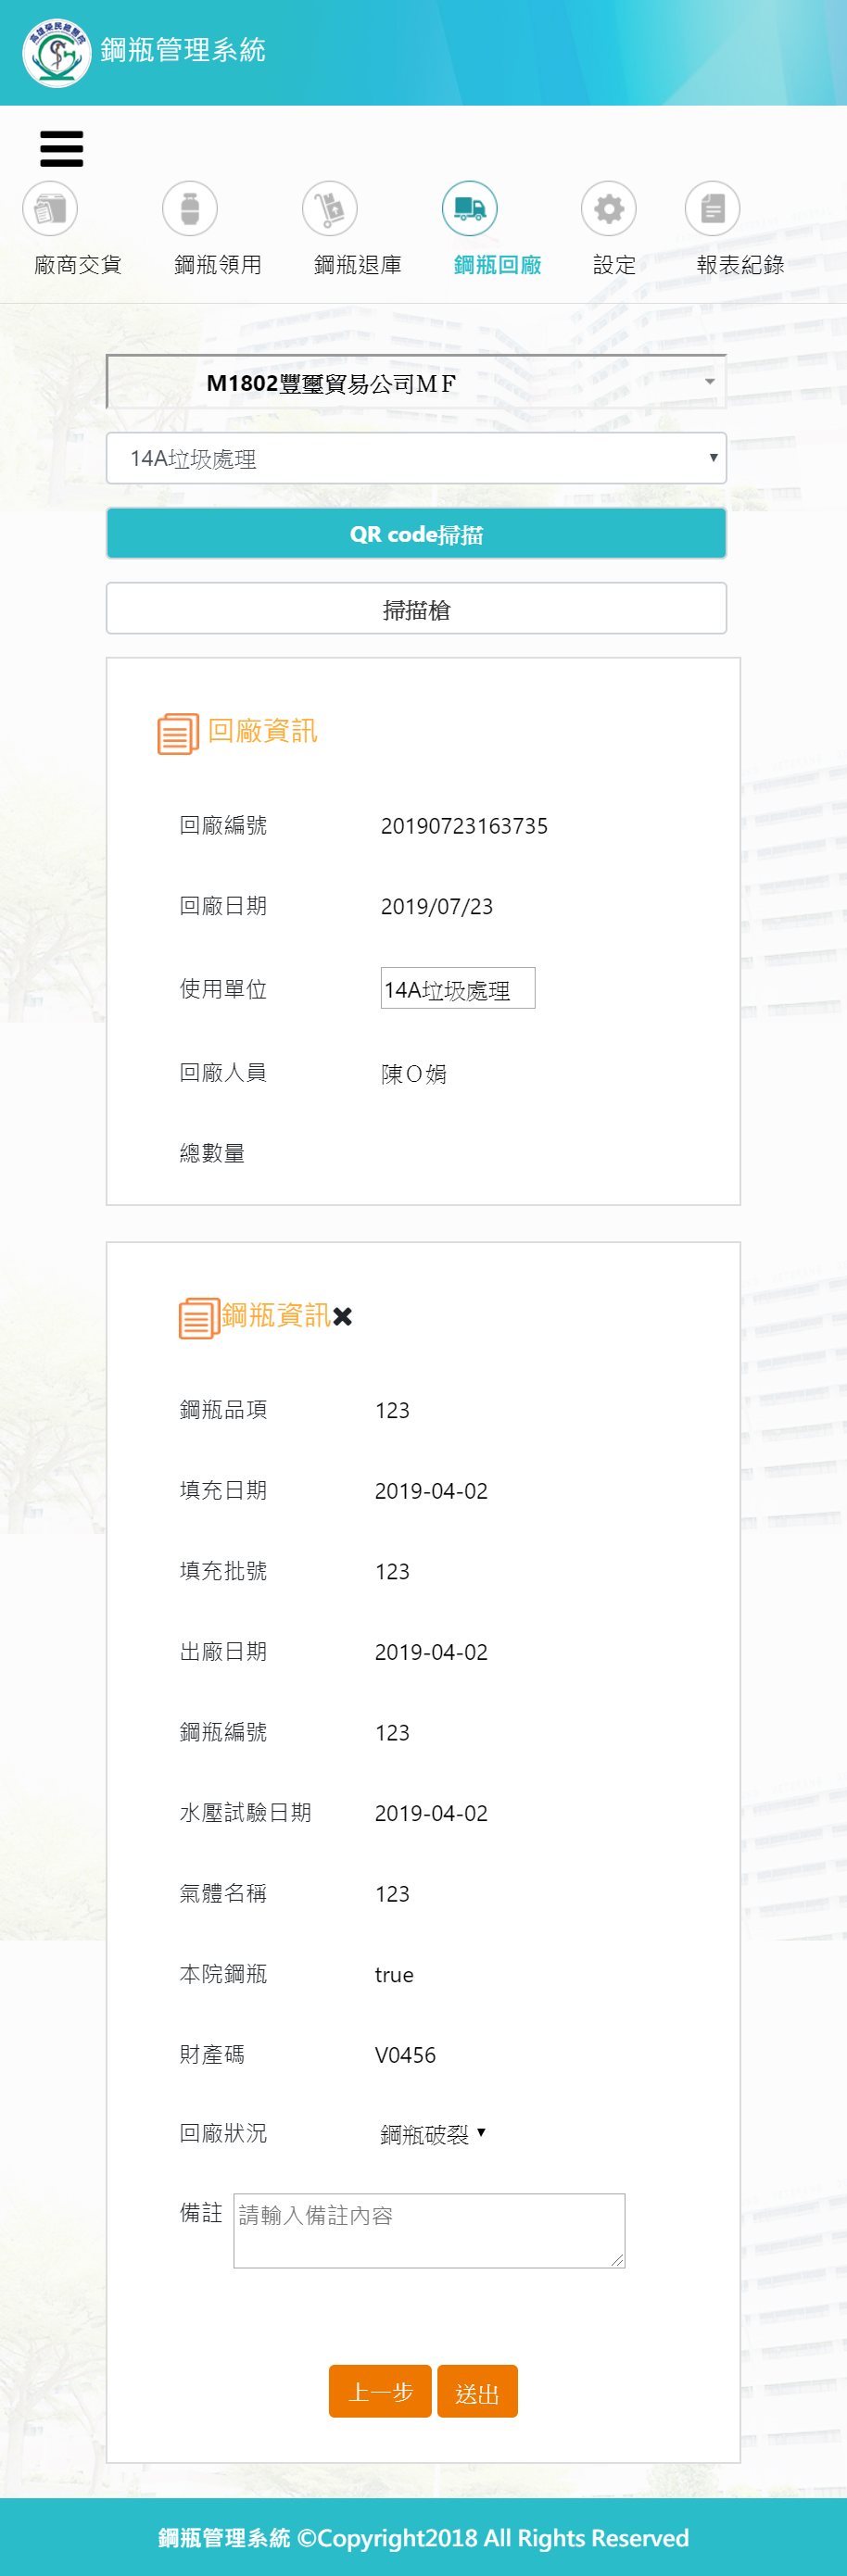 高雄榮民總醫院
鋼瓶管理系統
廠商交貨 鋼瓶領用 鋼瓶退庫 鋼瓶回廠 設定 報表紀錄
M1802豐璽貿易公司ＭＦ
14A垃圾處理
QR code掃描
掃描槍
回廠資訊
回廠編號 20190723163735
回廠日期 2019/07/23
使用單位 14A垃圾處理
回廠人員 陳Ｏ娟
總數量
鋼瓶資訊
鋼瓶品項 123
填充日期 2019-04-02
填充批號 123
出廠日期 2019-04-02
鋼瓶編號 123
水壓試驗日期 2019-04-02
氣體名稱 123
本院鋼瓶 true
財產碼 V0456
回廠狀況 鋼瓶破裂
備註 請輸入備註內容
上一步 送出
鋼瓶管理系統 ©Copyright2018 All Rights Reserved